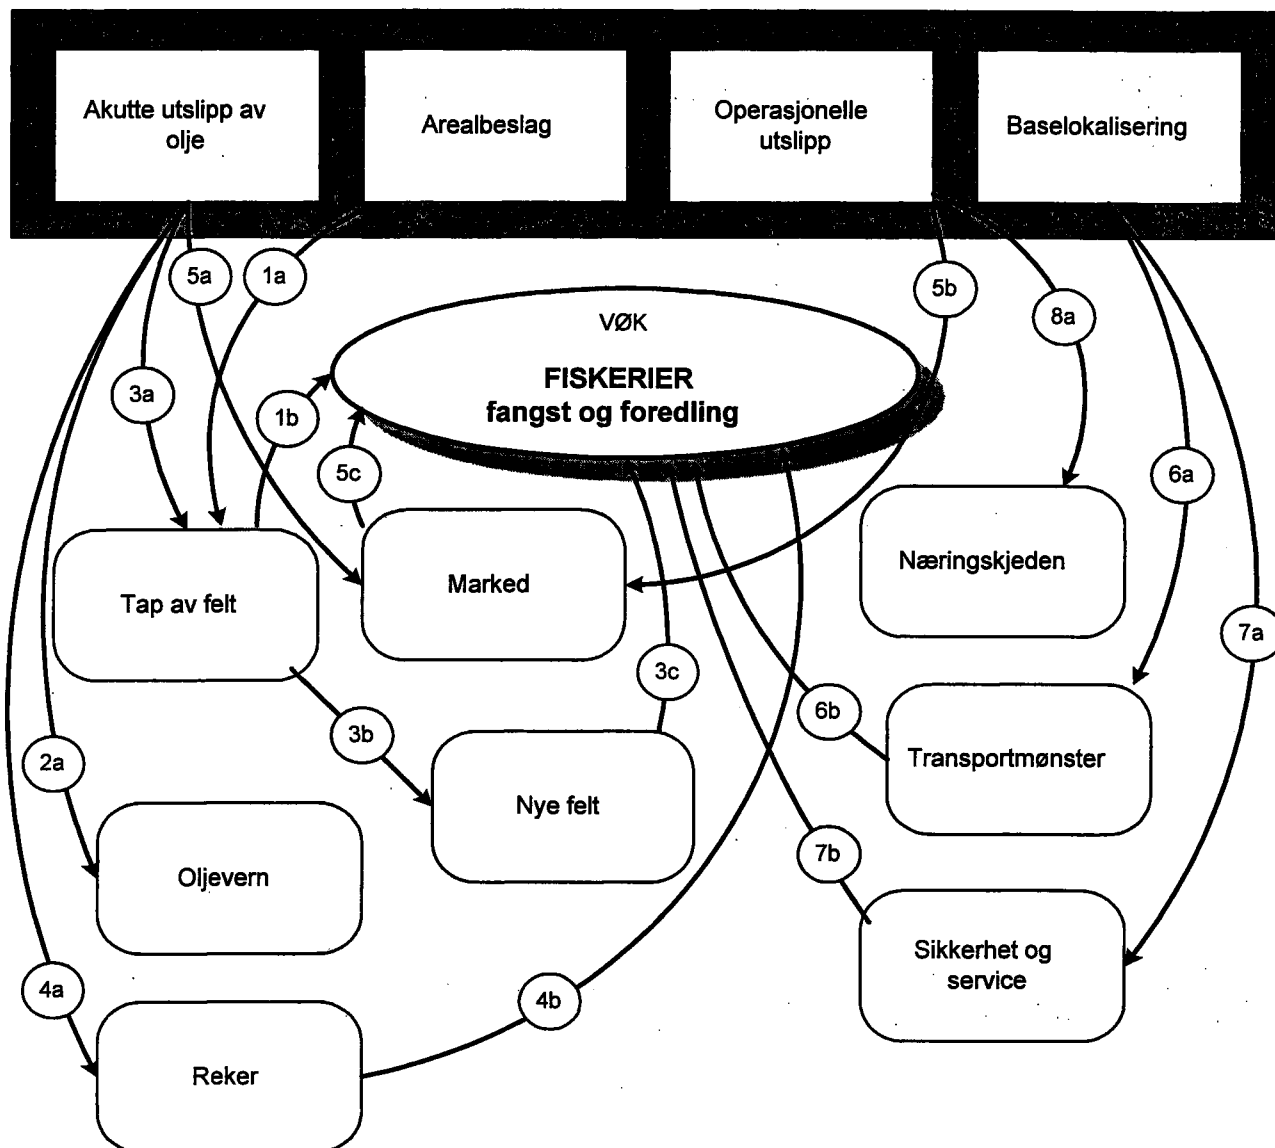 Akutte utslipp av
olje
Arealbeslag
Operasjonelle
utslipp
Baselokalisering
5a
1a
5b
8a
VØK
FISKERIER
fangst og foredling
3a
1b
5c
6a
Næringskjeden
Marked
Tap av felt
7a
3c
6b
3b
2a
Transportmønster
Nye felt
7b
Oljevern
Sikkerhet og
service
4a
4b
Reker